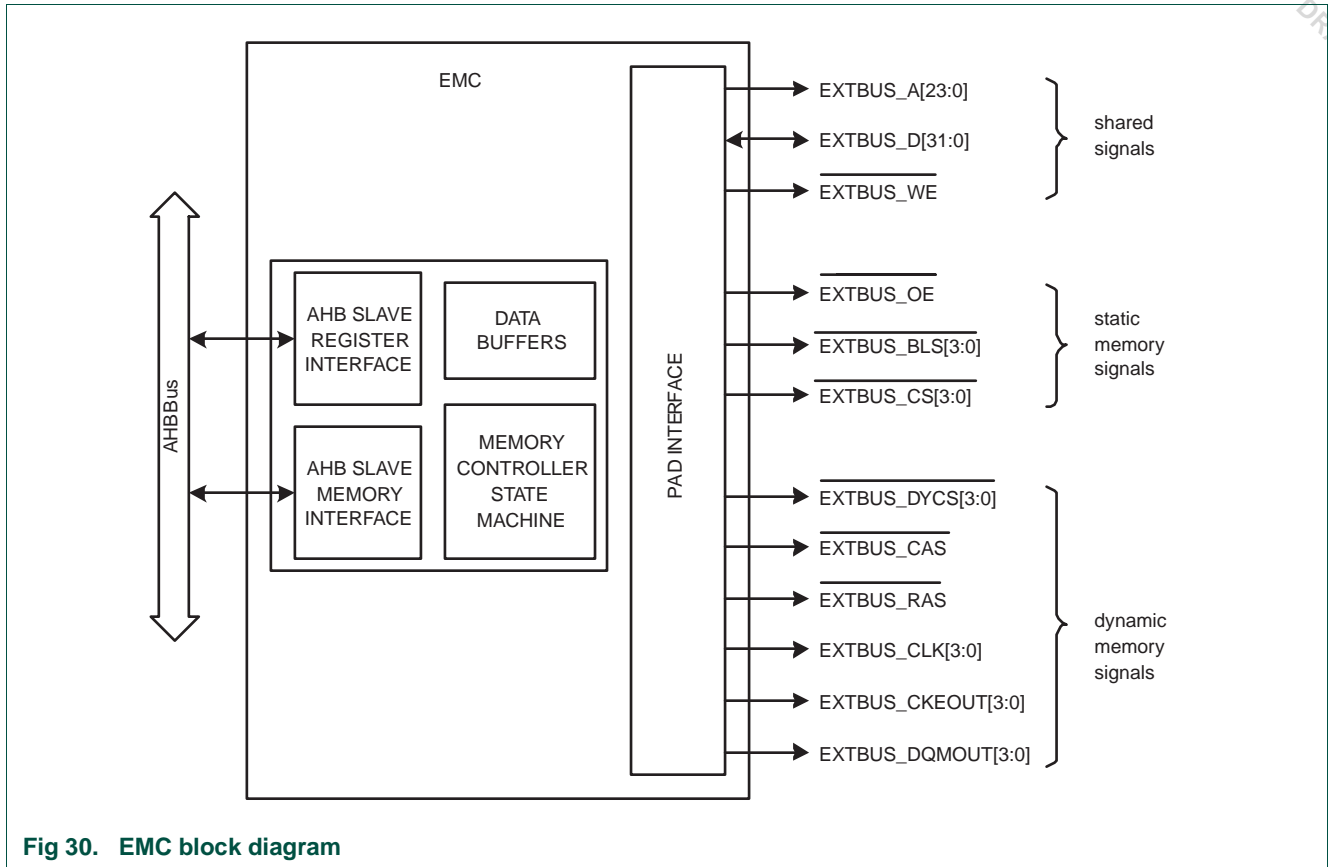 EMC
EXTBUS_A[23:0]
EXTBUS_D[31:0]
EXTBUS_WE
shared
signals
EXTBUS_OE
EXTBUS_BLS[3:0]
EXTBUS_CS[3:0]
static
memory
signals
EXTBUS_DYCS[3:0]
EXTBUS_CAS
EXTBUS_RAS
EXTBUS_CLK[3:0]
EXTBUS_CKEOUT[3:0]
EXTBUS_DQMOUT[3:0]
dynamic
memory
signals
AHBBus
AHB SLAVE
REGISTER
INTERFACE
DATA
BUFFERS
AHB SLAVE
MEMORY
INTERFACE
MEMORY
CONTROLLER
STATE
MACHINE
PAD INTERFACE
Fig 30. EMC block diagram